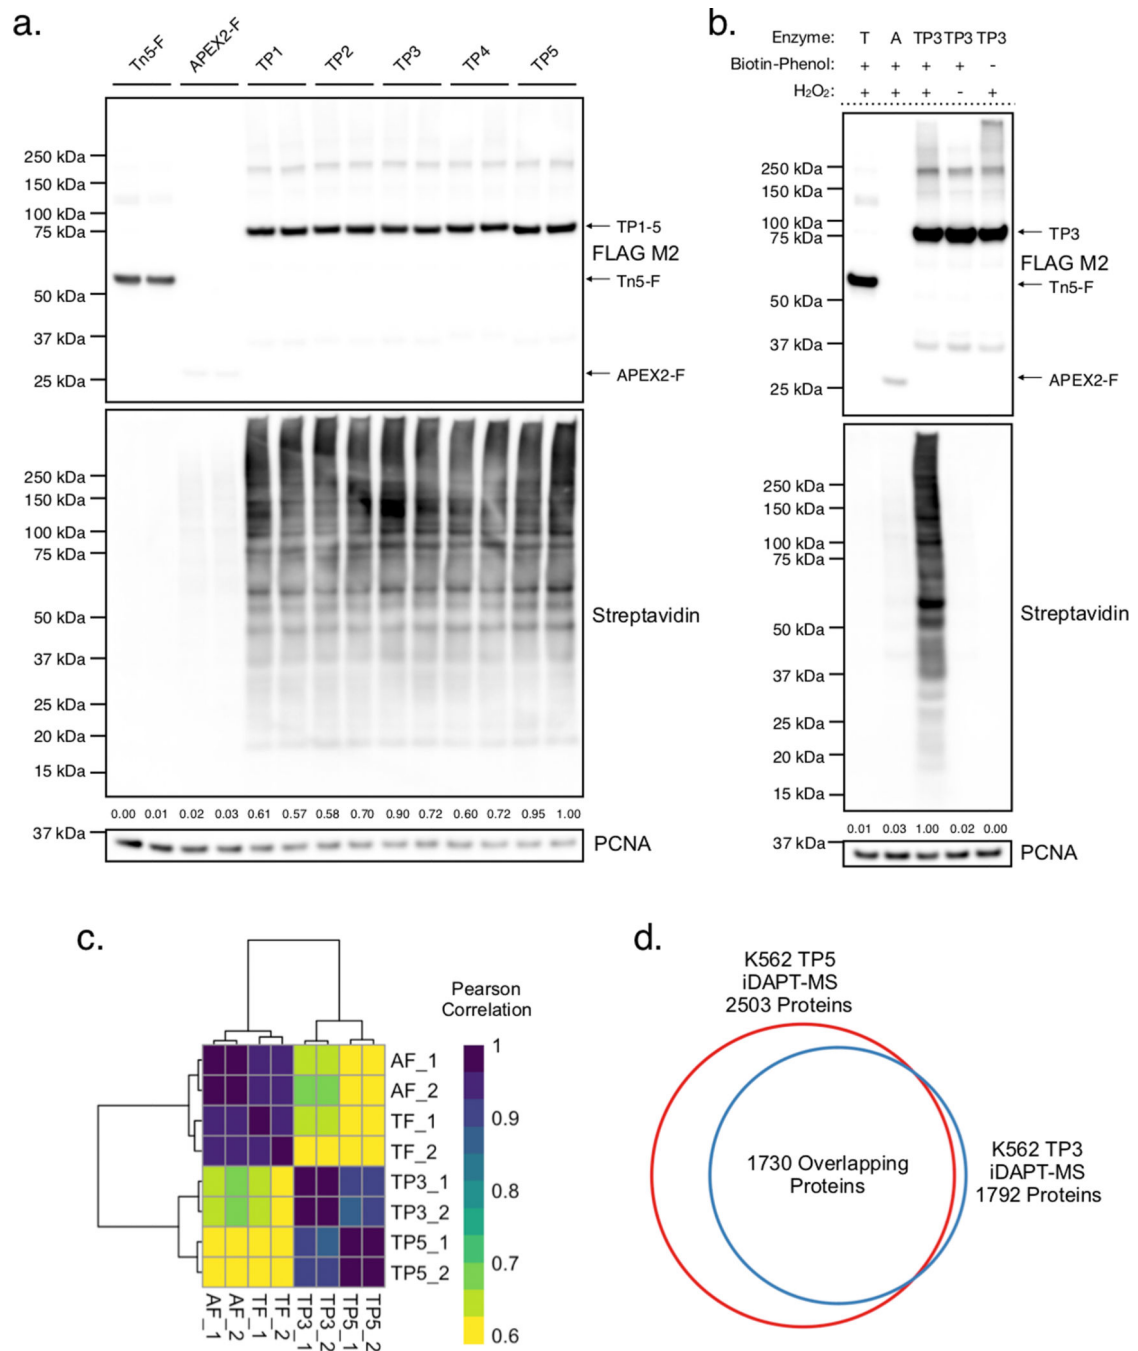 a.
Tn5-F APEX2-F TP1 TP2 TP3 TP4 TP5
250 kDa
150 kDa
100 kDa
75 kDa
50 kDa
37 kDa
25 kDa
TP1-5
FLAG M2
Tn5-F
APEX2-F
250 kDa
150 kDa
100 kDa
75 kDa
50 kDa
37 kDa
25 kDa
20 kDa
15 kDa
Streptavidin
0.00 0.01 0.02 0.03 0.61 0.57 0.58 0.70 0.90 0.72 0.60 0.72 0.95 1.00
37 kDa
PCNA
b.
Enzyme: T A TP3 TP3 TP3
Biotin-Phenol: + + + + -
H₂O₂: + + + - +
250 kDa
150 kDa
100 kDa
75 kDa
50 kDa
37 kDa
25 kDa
TP3
FLAG M2
Tn5-F
APEX2-F
250 kDa
150 kDa
100 kDa
75 kDa
50 kDa
37 kDa
25 kDa
20 kDa
15 kDa
Streptavidin
0.01 0.03 1.00 0.02 0.00
37 kDa
PCNA
c.
Pearson
Correlation
1
0.9
0.8
0.7
0.6
AF_1
AF_2
TF_1
TF_2
TP3_1
TP3_2
TP5_1
TP5_2
AF_1 AF_2 TF_1 TF_2 TP3_1 TP3_2 TP5_1 TP5_2
d.
K562 TP5
iDAPT-MS
2503 Proteins
1730 Overlapping
Proteins
K562 TP3
iDAPT-MS
1792 Proteins